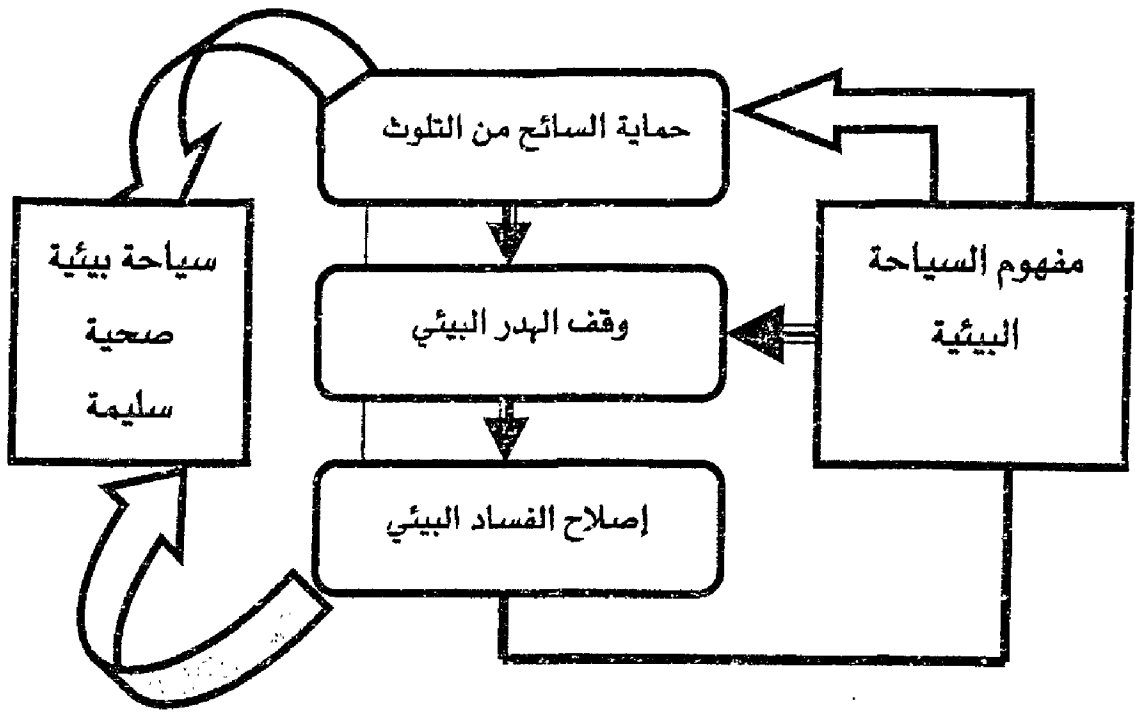 حماية السائح من التلوث
مفهوم السياحة
البيئية
وقف الهدر البيئي
سياحة بيئية
صحية
سليمة
إصلاح الفساد البيئي